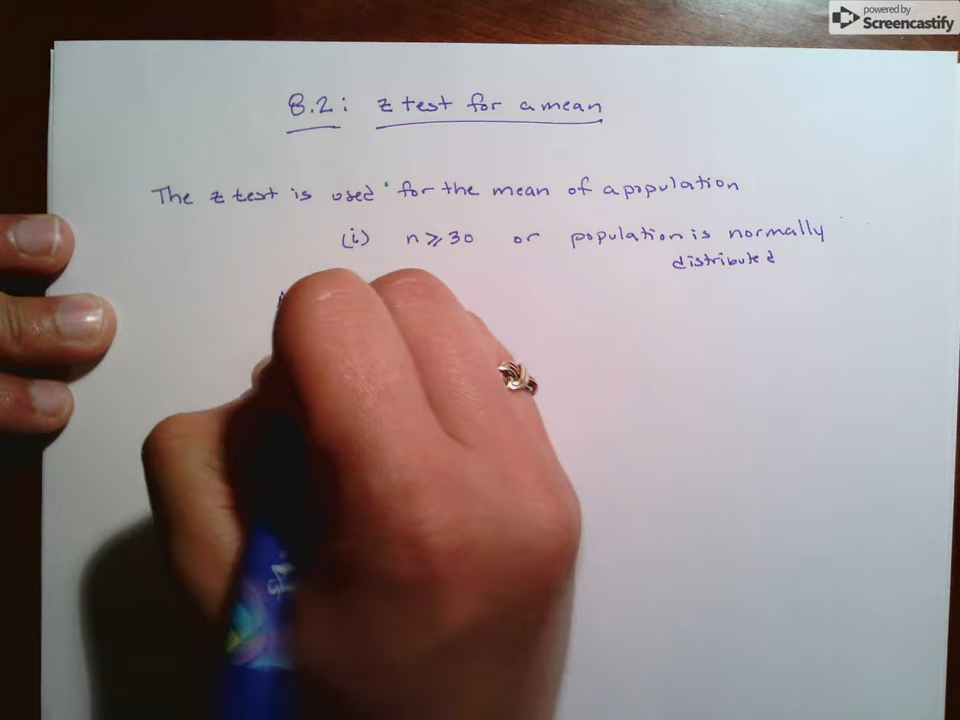 powered by
Screencastify
8.2: z test for a mean
The z test is used for the mean of a population
(i) n ⩾ 30 or population is normally
distributed